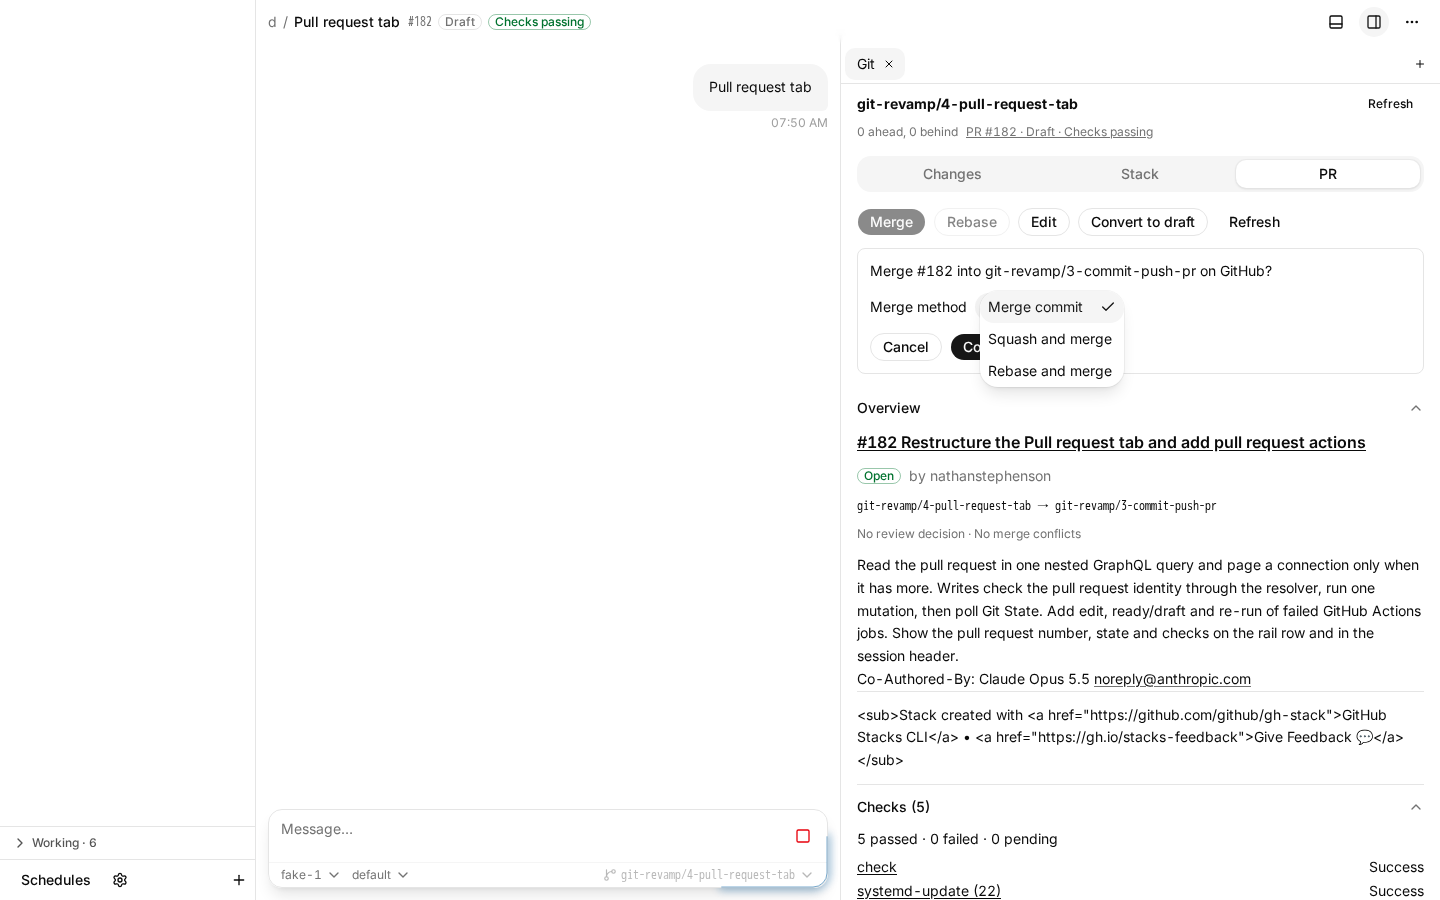 d / Pull request tab #182 Draft Checks passing
Git
Pull request tab
07:50 AM
git-revamp/4-pull-request-tab
Refresh
0 ahead, 0 behind PR #182 · Draft · Checks passing
Changes Stack PR
Merge Rebase Edit Convert to draft Refresh
Merge #182 into git-revamp/3-commit-push-pr on GitHub?
Merge method
Merge commit
Squash and merge
Rebase and merge
Cancel Co
Overview
#182 Restructure the Pull request tab and add pull request actions
Open by nathanstephenson
git-revamp/4-pull-request-tab → git-revamp/3-commit-push-pr
No review decision · No merge conflicts
Read the pull request in one nested GraphQL query and page a connection only when
it has more. Writes check the pull request identity through the resolver, run one
mutation, then poll Git State. Add edit, ready/draft and re-run of failed GitHub Actions
jobs. Show the pull request number, state and checks on the rail row and in the
session header.
Co-Authored-By: Claude Opus 5.5 noreply@anthropic.com
<sub>Stack created with <a href="https://github.com/github/gh-stack">GitHub
Stacks CLI</a> • <a href="https://gh.io/stacks-feedback">Give Feedback 💬</a>
</sub>
Checks (5)
5 passed · 0 failed · 0 pending
check Success
systemd-update (22) Success
Message...
fake-1 default git-revamp/4-pull-request-tab
Working · 6
Schedules